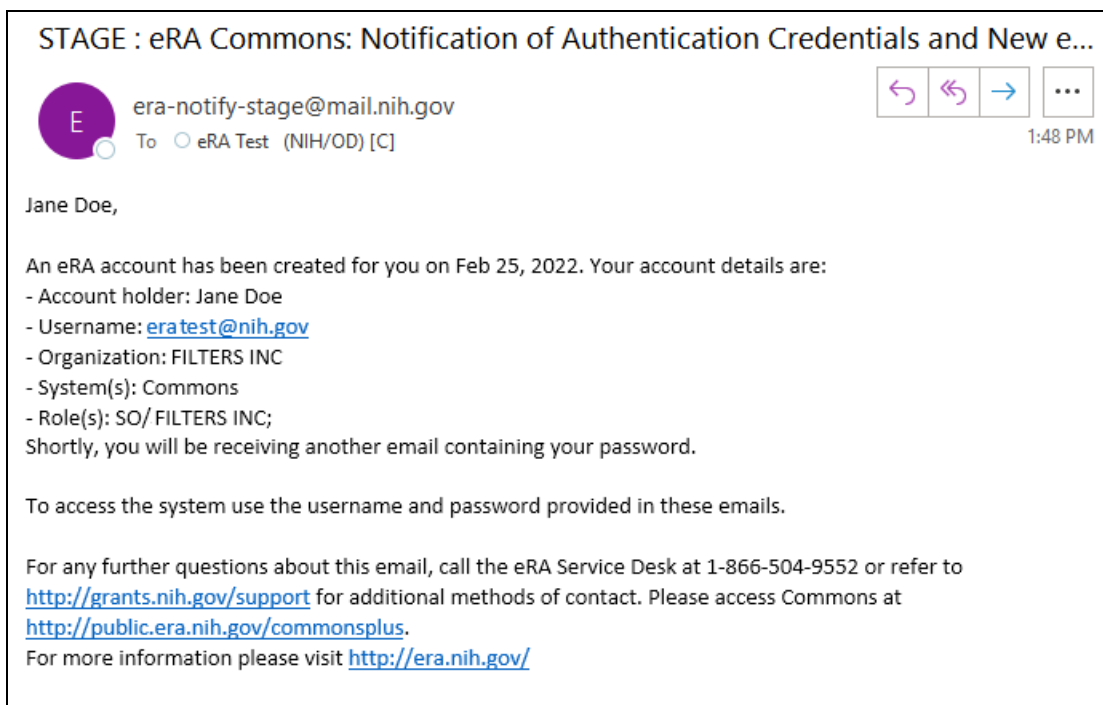 STAGE : eRA Commons: Notification of Authentication Credentials and New e...
E
era-notify-stage@mail.nih.gov
To eRA Test (NIH/OD) [C]
1:48 PM
Jane Doe,
An eRA account has been created for you on Feb 25, 2022. Your account details are:
- Account holder: Jane Doe
- Username: eratest@nih.gov
- Organization: FILTERS INC
- System(s): Commons
- Role(s): SO/ FILTERS INC;
Shortly, you will be receiving another email containing your password.
To access the system use the username and password provided in these emails.
For any further questions about this email, call the eRA Service Desk at 1-866-504-9552 or refer to
http://grants.nih.gov/support for additional methods of contact. Please access Commons at
http://public.era.nih.gov/commonsplus.
For more information please visit http://era.nih.gov/